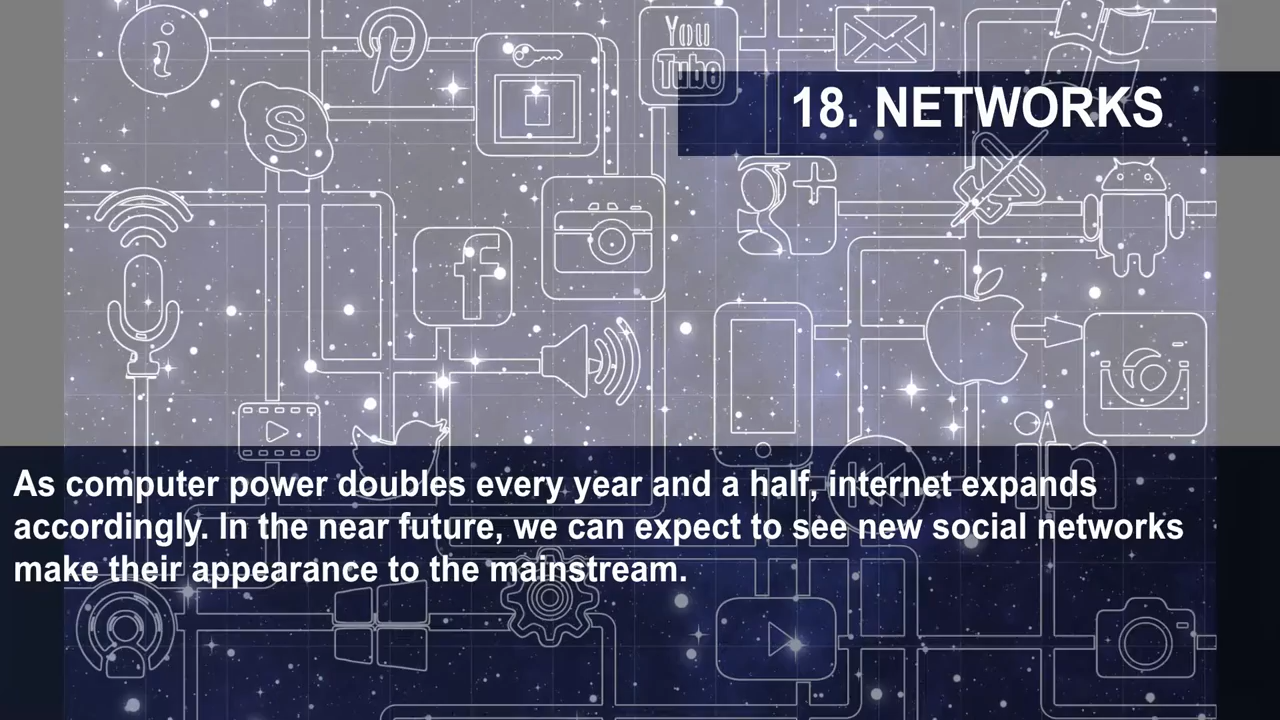 You
Tube
18. NETWORKS
As computer power doubles every year and a half, internet expands
accordingly. In the near future, we can expect to see new social networks
make their appearance to the mainstream.